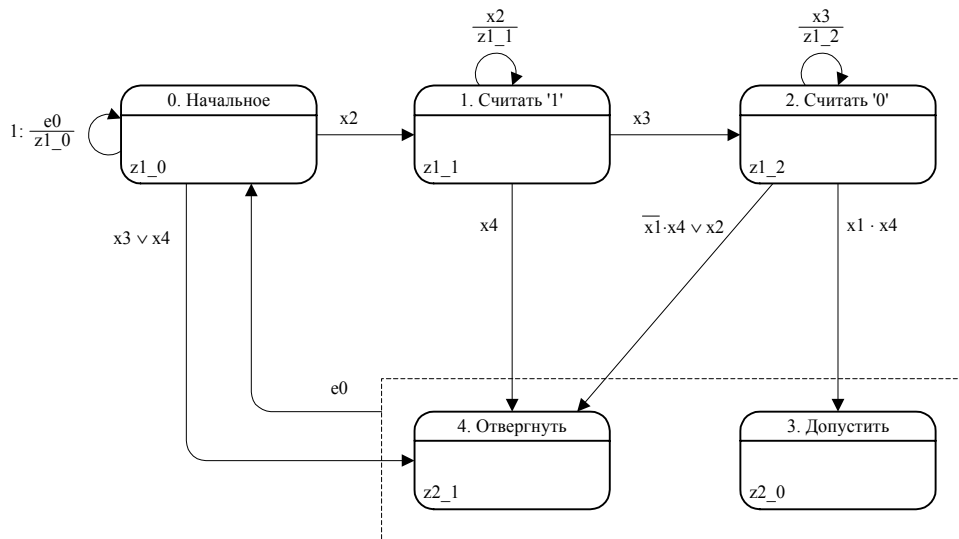 x2
z1_1
x3
z1_2
0. Начальное
1. Считать '1'
2. Считать '0'
1: e0
z1_0
x2
x3
z1_0
z1_1
z1_2
x3 ∨ x4
x4
x̅1̅·x4 ∨ x2
x1 · x4
e0
4. Отвергнуть
3. Допустить
z2_1
z2_0